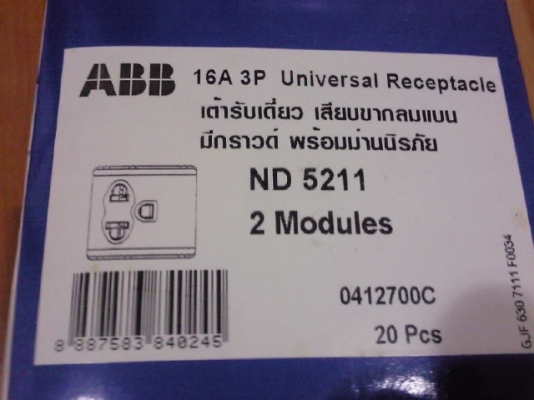 ABB 16A 3P Universal Receptacle
เต้ารับเดี่ยว เสียบขากลมแบน
มีกราวด์ พร้อมม่านนิรภัย
ND 5211
2 Modules
0412700C
20 Pcs
8 887583 840245
GJF 630 7111 F0034